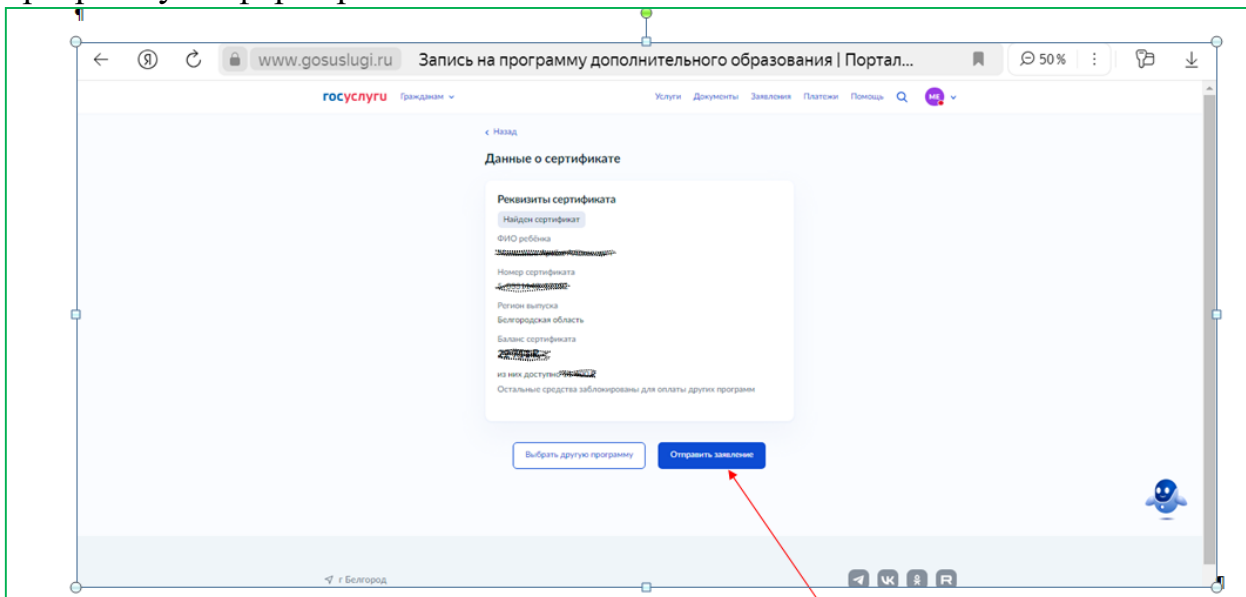 www.gosuslugi.ru Запись на программу дополнительного образования | Портал... 50 %
госуслуги Гражданам Услуги Документы Заявления Платежи Помощь МЕ
Назад
Данные о сертификате
Реквизиты сертификата
Найден сертификат
ФИО ребёнка
Номер сертификата
Регион выпуска
Белгородская область
Баланс сертификата
из них доступно
Остальные средства заблокированы для оплаты других программ
Выбрать другую программу Отправить заявление
г Белгород